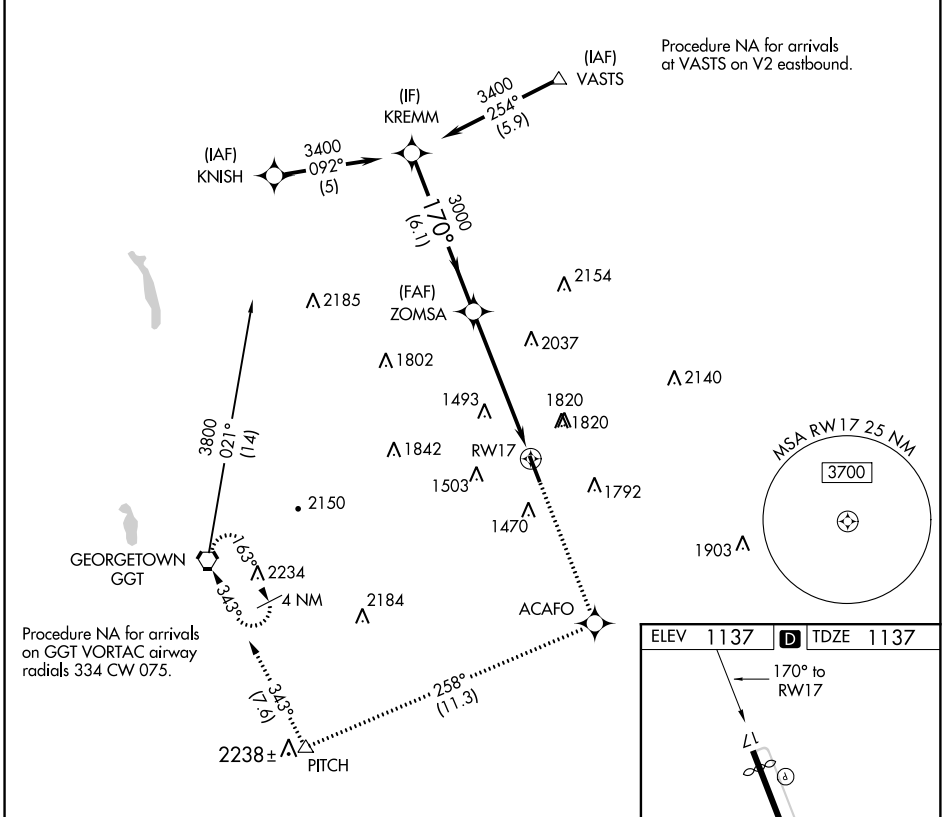 Procedure NA for arrivals
at VASTS on V2 eastbound.
(IAF)
VASTS
3400
254°
(5.9)
(IF)
KREMM
(IAF)
KNISH
3400
092°
(5)
3000
170°
(6.1)
2154
(FAF)
ZOMSA
2185
2037
1802
2140
1493
1820
1820
3800
021°
(14)
1842
RW17
1503
1792
MSA RW17 25 NM
3700
2150
1470
1903
GEORGETOWN
GGT
163°
2234
343°
4 NM
2184
ACAFO
Procedure NA for arrivals
on GGT VORTAC airway
radials 334 CW 075.
343°
(7.6)
258°
(11.3)
2238±
PITCH
ELEV 1137 D TDZE 1137
170° to
RW17
17
P